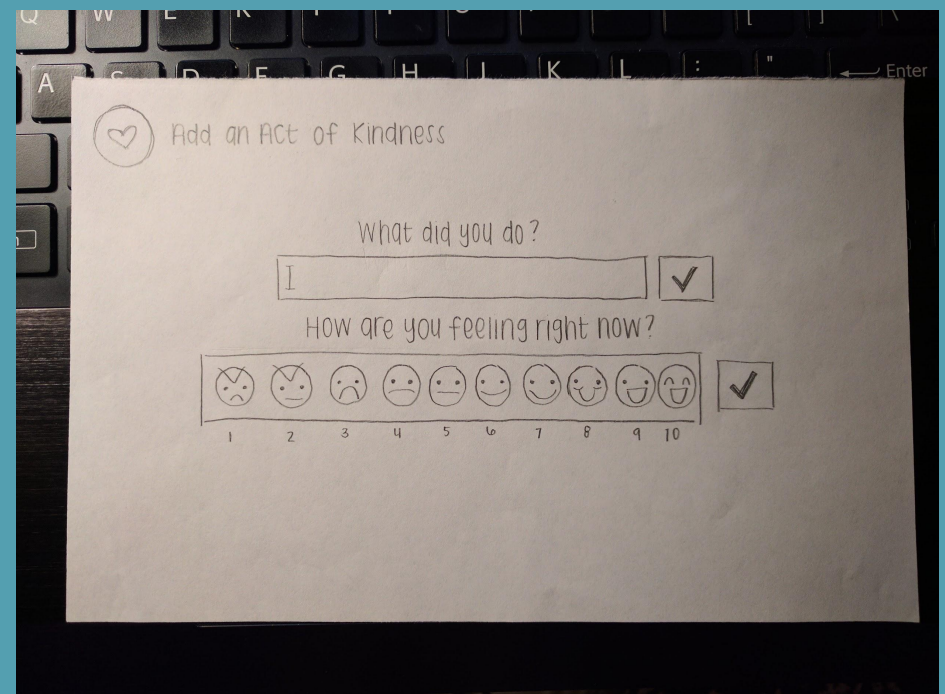 Q W E
[ ] \
A S D F G H J K L : " Enter
Add an Act of Kindness
What did you do?
I
How are you feeling right now?
1 2 3 4 5 6 7 8 9 10